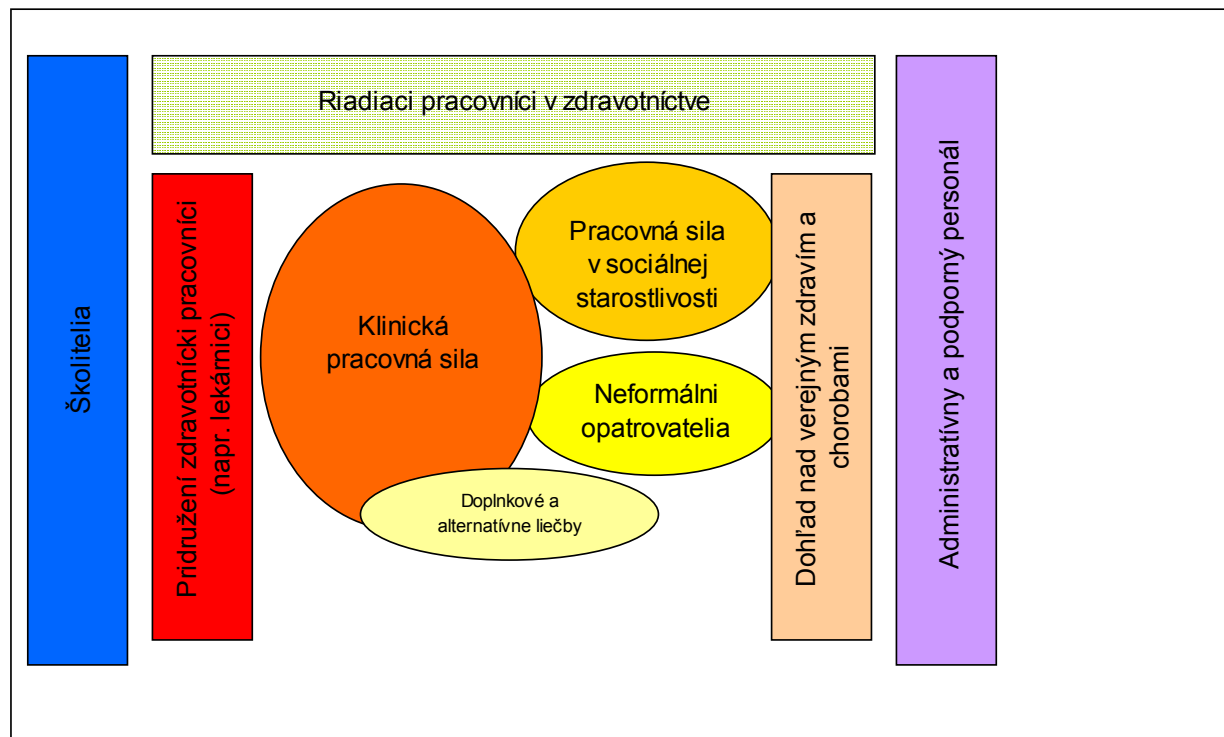 Riadiaci pracovníci v zdravotníctve
Školitelia
Pridružení zdravotnícki pracovníci
(napr. lekárnici)
Klinická
pracovná sila
Pracovná sila
v sociálnej
starostlivosti
Neformálni
opatrovatelia
Doplnkové a
alternatívne liečby
Dohľad nad verejným zdravím a
chorobami
Administratívny a podporný personál